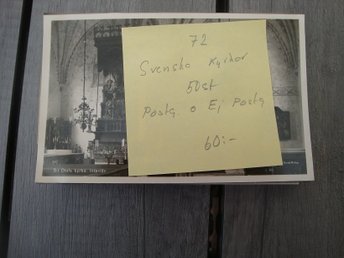 72
Svenska Kyrkor
50st
Postg. o Ej Postg
60:-